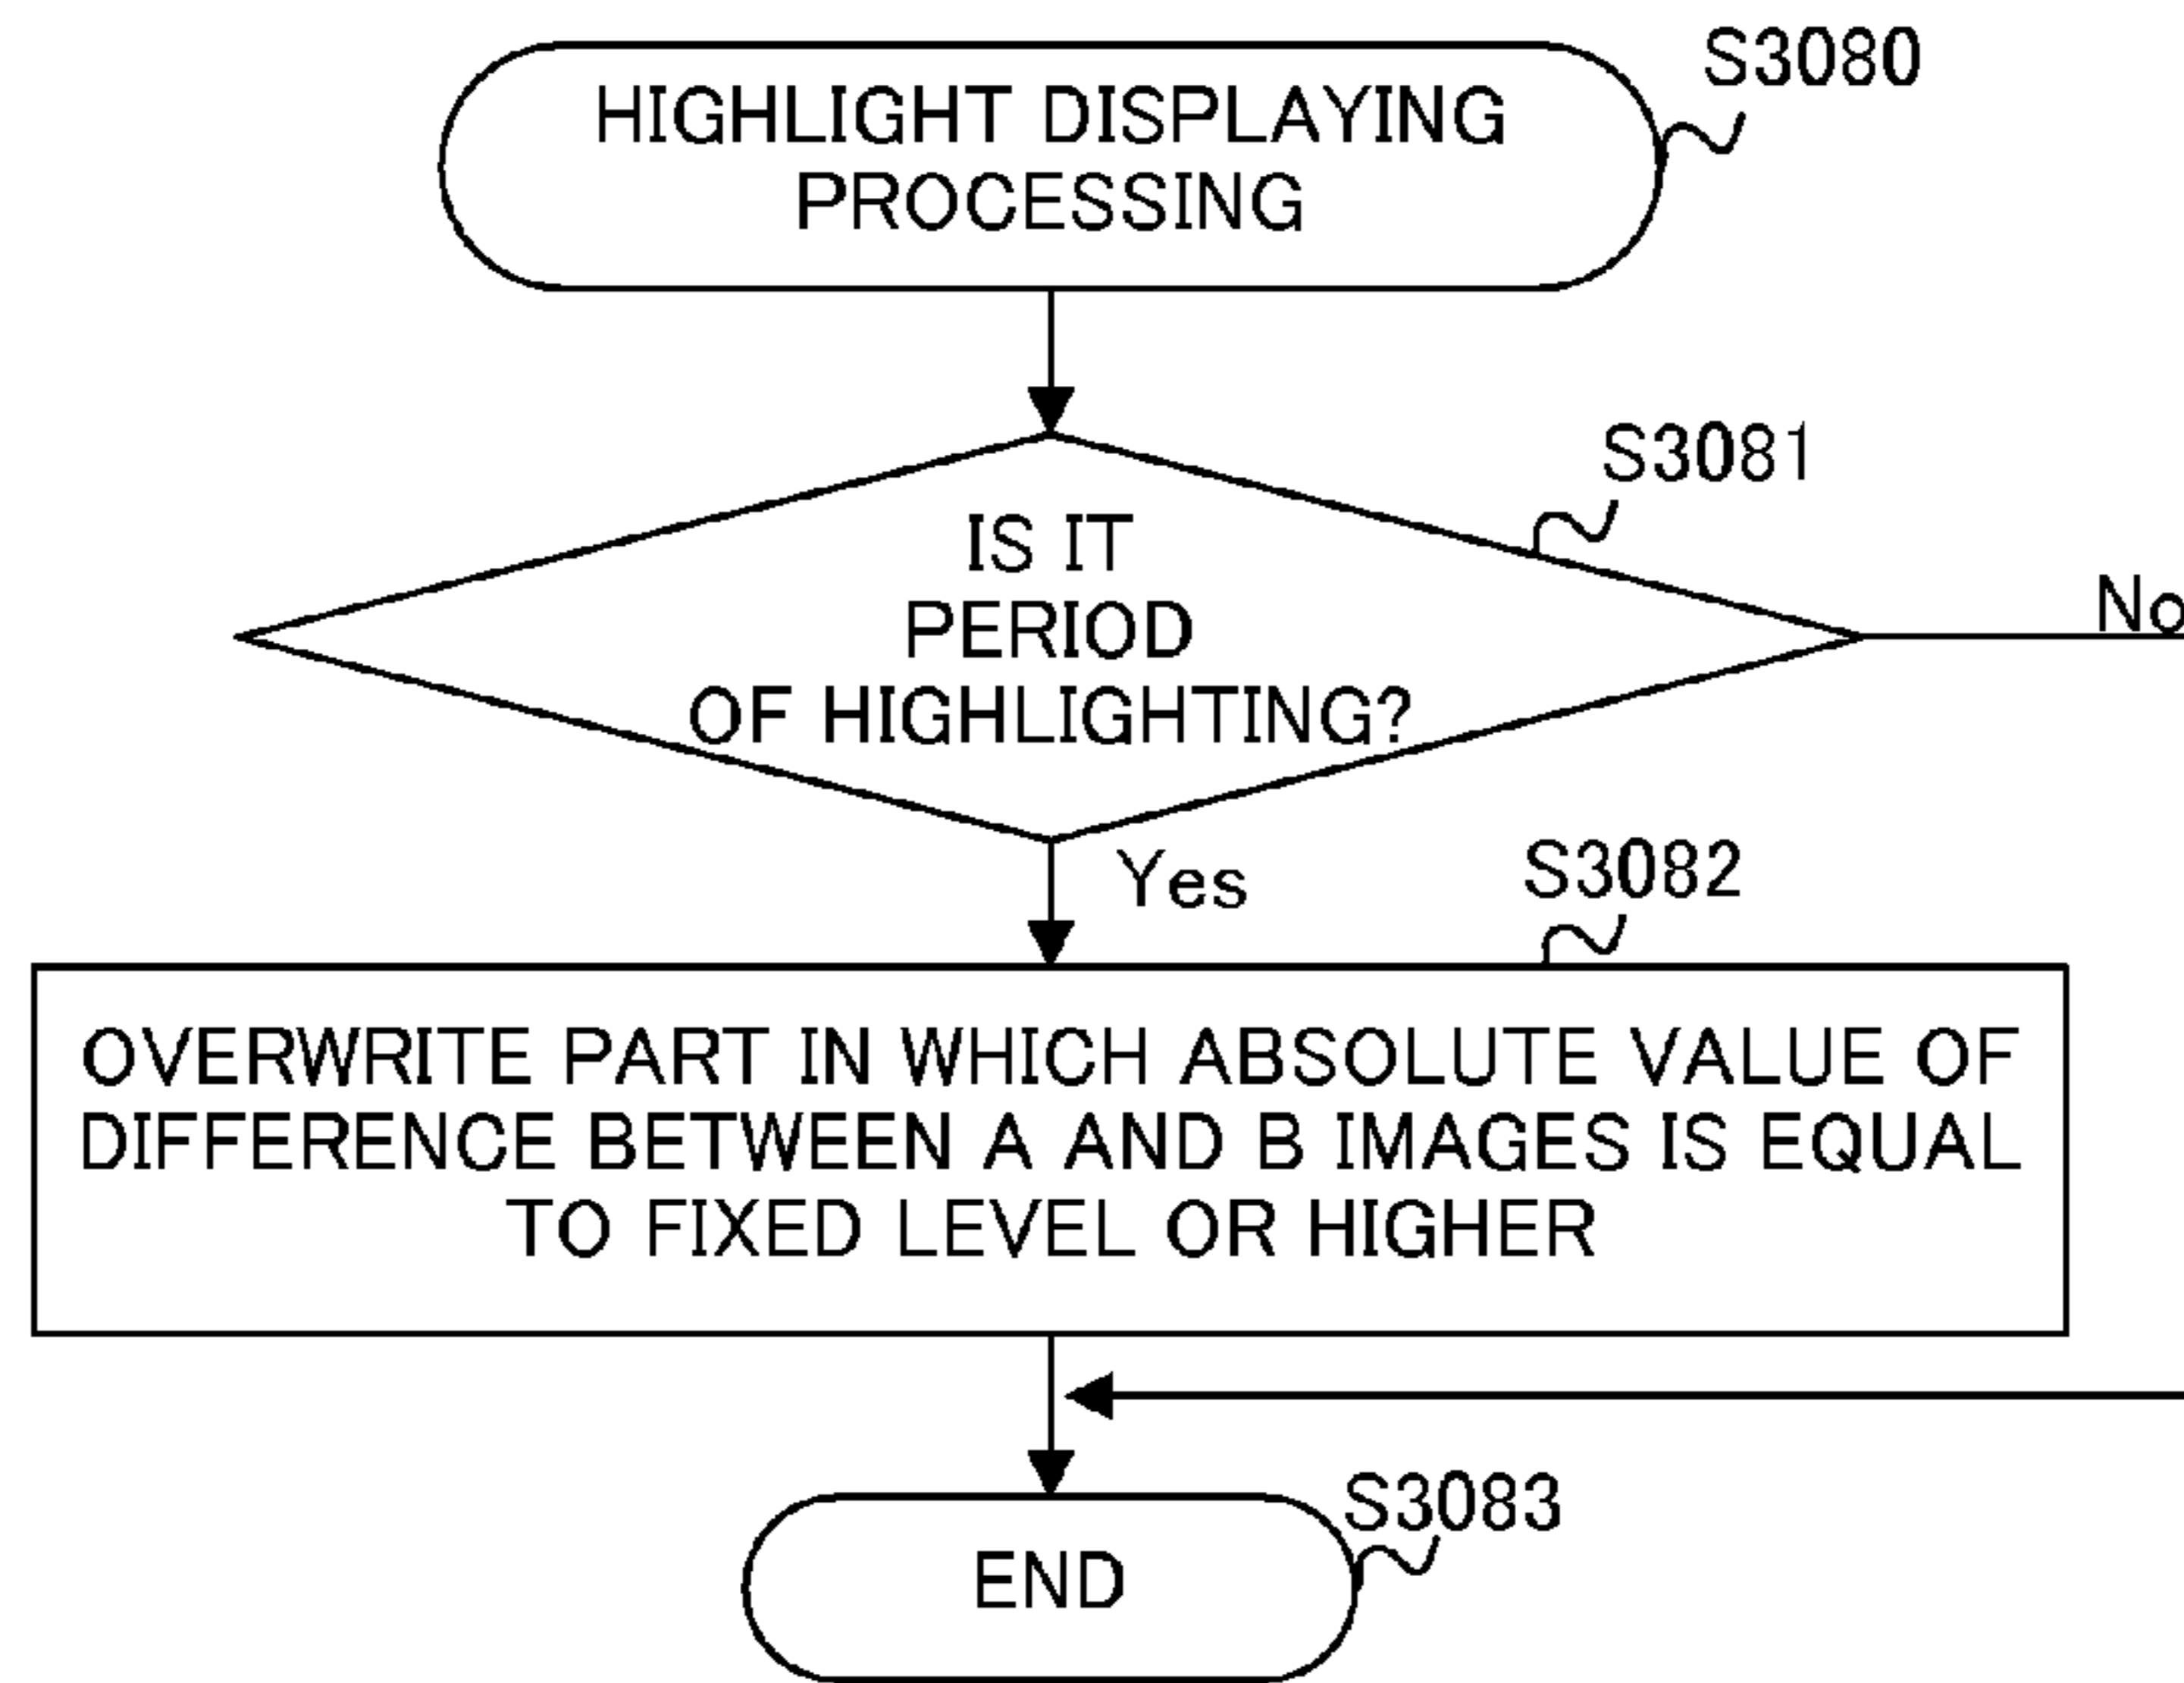 S3080
HIGHLIGHT DISPLAYING
PROCESSING
S3081
IS IT
PERIOD
OF HIGHLIGHTING?
No
Yes
S3082
OVERWRITE PART IN WHICH ABSOLUTE VALUE OF
DIFFERENCE BETWEEN A AND B IMAGES IS EQUAL
TO FIXED LEVEL OR HIGHER
S3083
END